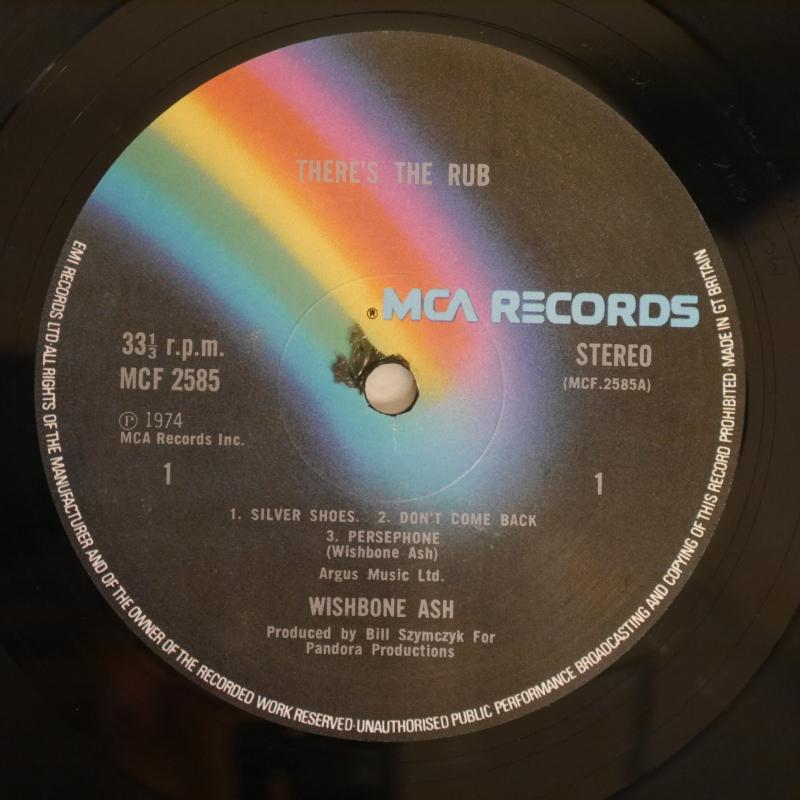 THERE'S THE RUB
® MCA RECORDS
33⅓ r.p.m.
MCF 2585
STEREO
(MCF.2585A)
Ⓟ 1974
MCA Records Inc.
1
1
1. SILVER SHOES. 2. DON'T COME BACK
3. PERSEPHONE
(Wishbone Ash)
Argus Music Ltd.
WISHBONE ASH
Produced by Bill Szymczyk For
Pandora Productions
EMI RECORDS LTD·ALL RIGHTS OF THE MANUFACTURER AND OF THE OWNER OF THE RECORDED WORK RESERVED·UNAUTHORISED PUBLIC PERFORMANCE BROADCASTING AND COPYING OF THIS RECORD PROHIBITED·MADE IN GT BRITAIN